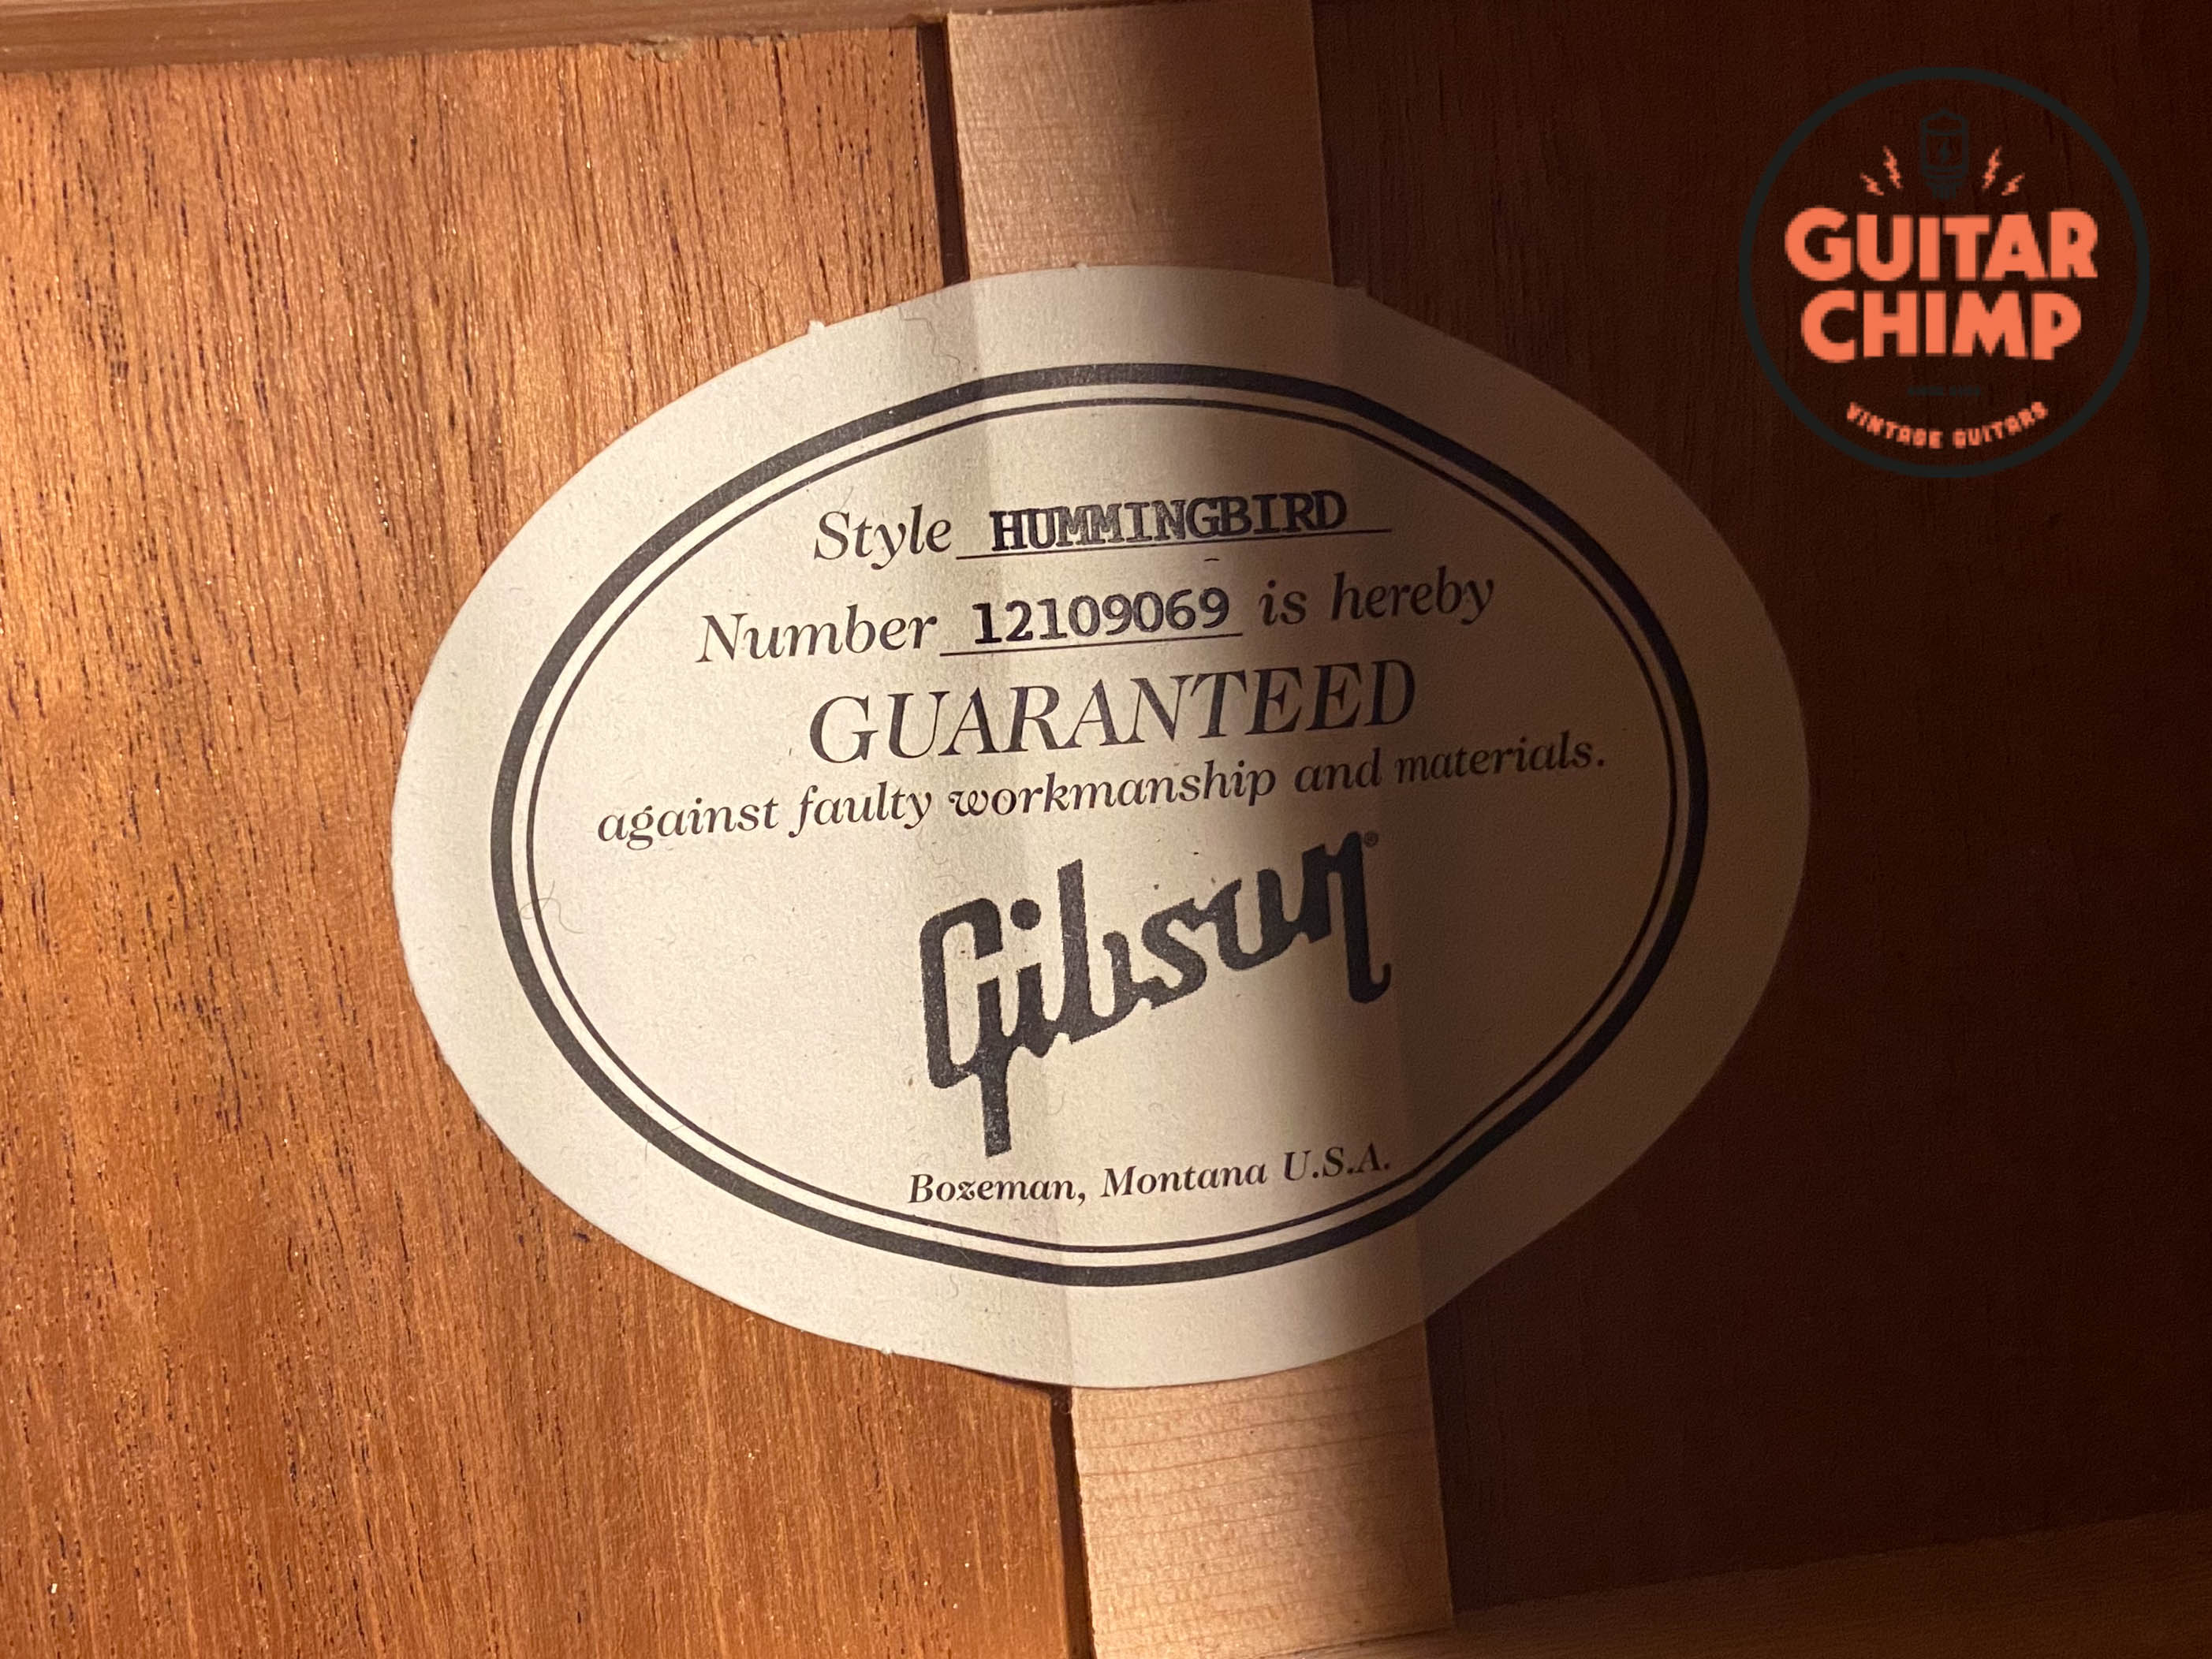 GUITAR
CHIMP
VINTAGE GUITARS
Style HUMMINGBIRD
Number 12109069 is hereby
GUARANTEED
against faulty workmanship and materials.
Gibson®
Bozeman, Montana U.S.A.